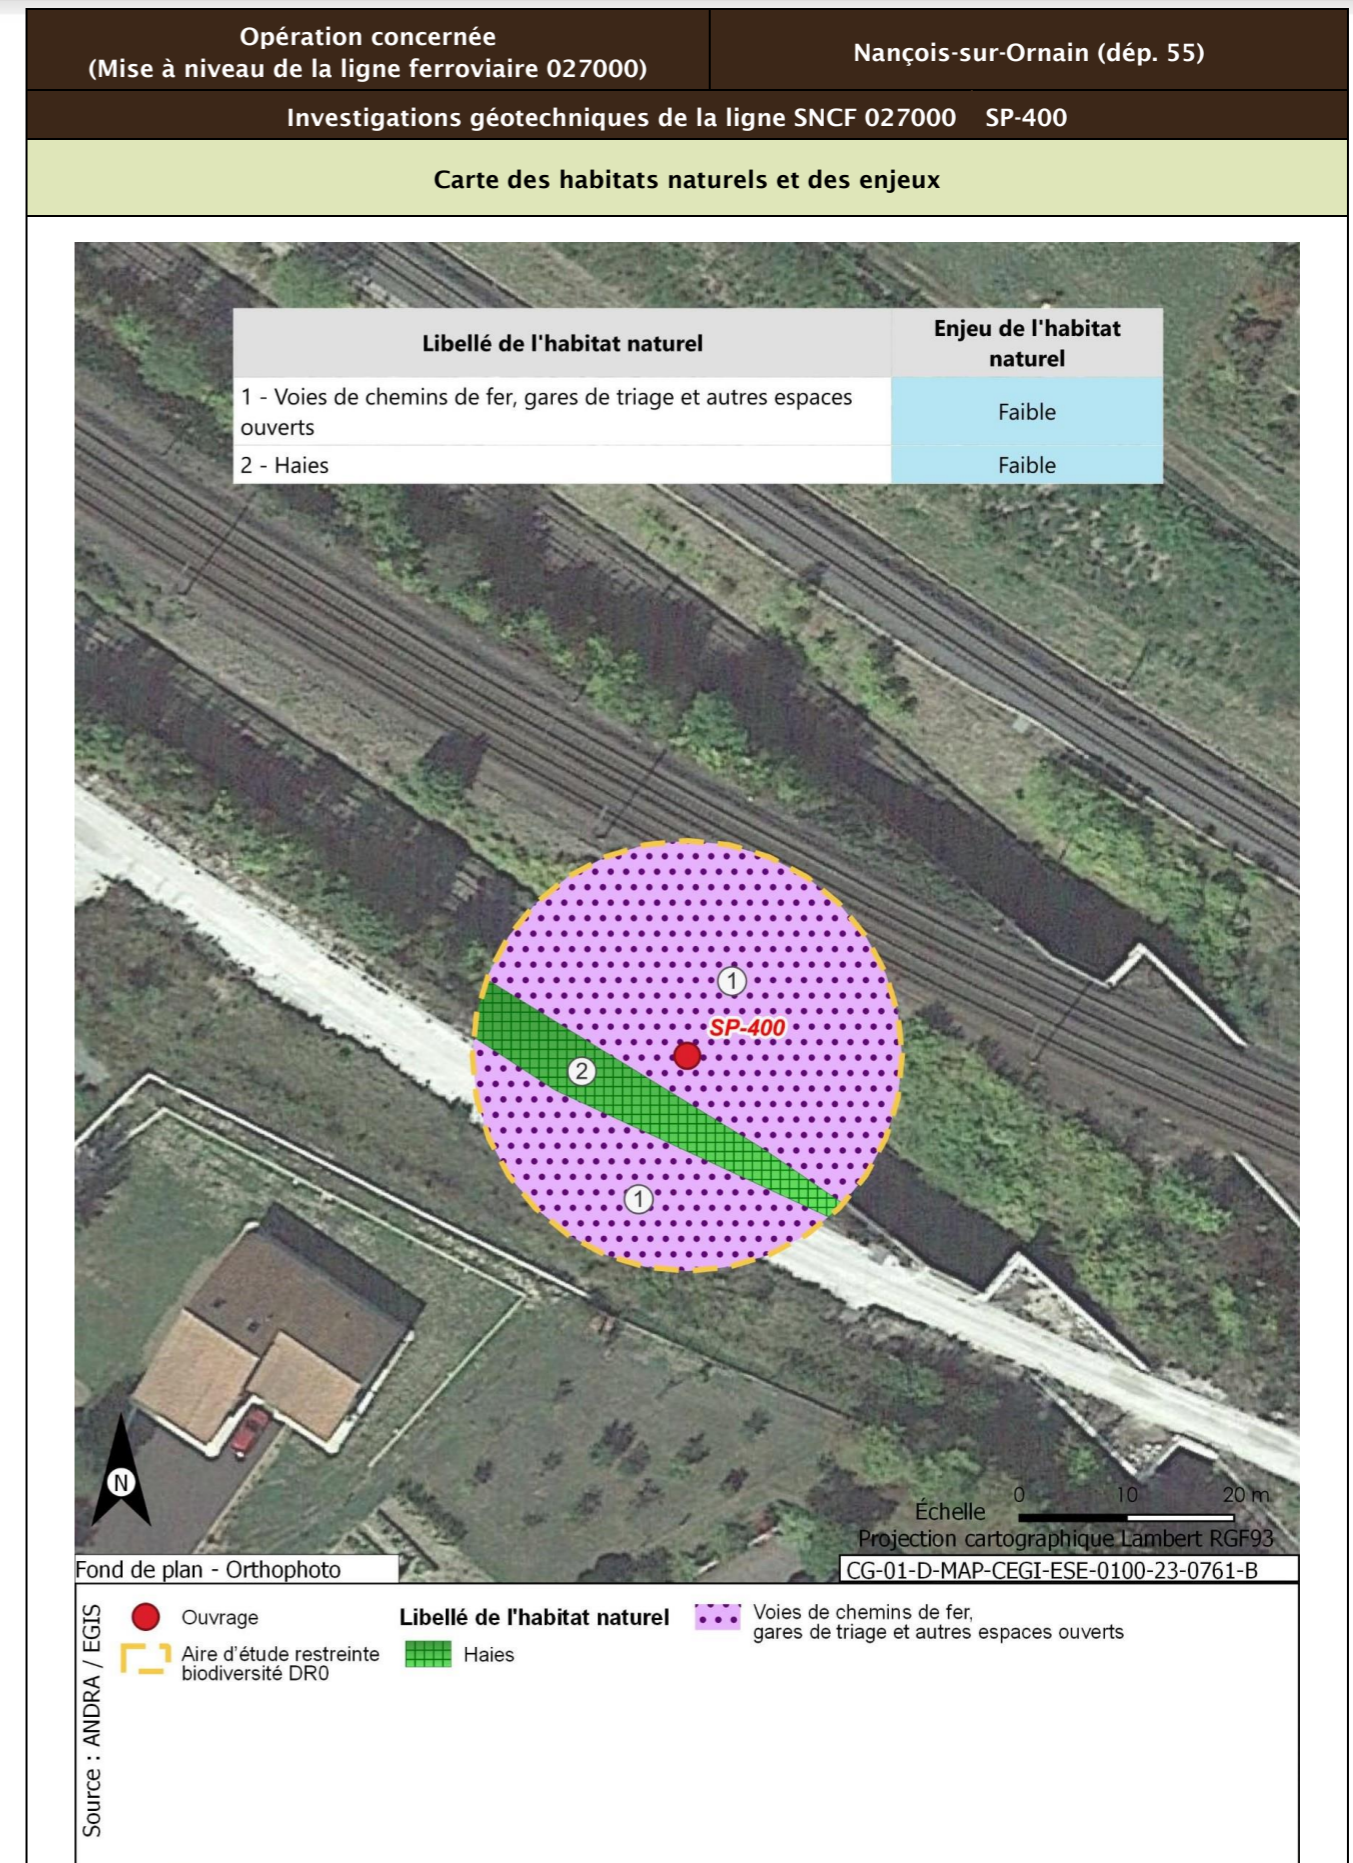 Opération concernée
(Mise à niveau de la ligne ferroviaire 027000)
Nançois-sur-Ornain (dép. 55)
Investigations géotechniques de la ligne SNCF 027000 SP-400
Carte des habitats naturels et des enjeux
Libellé de l'habitat naturel
Enjeu de l'habitat
naturel
1 - Voies de chemins de fer, gares de triage et autres espaces
ouverts
Faible
2 - Haies
Faible
1
SP-400
2
1
N
0 10 20 m
Échelle
Projection cartographique Lambert RGF93
Fond de plan - Orthophoto
CG-01-D-MAP-CEGI-ESE-0100-23-0761-B
Source : ANDRA / EGIS
Ouvrage
Aire d'étude restreinte
biodiversité DR0
Libellé de l'habitat naturel
Haies
Voies de chemins de fer,
gares de triage et autres espaces ouverts